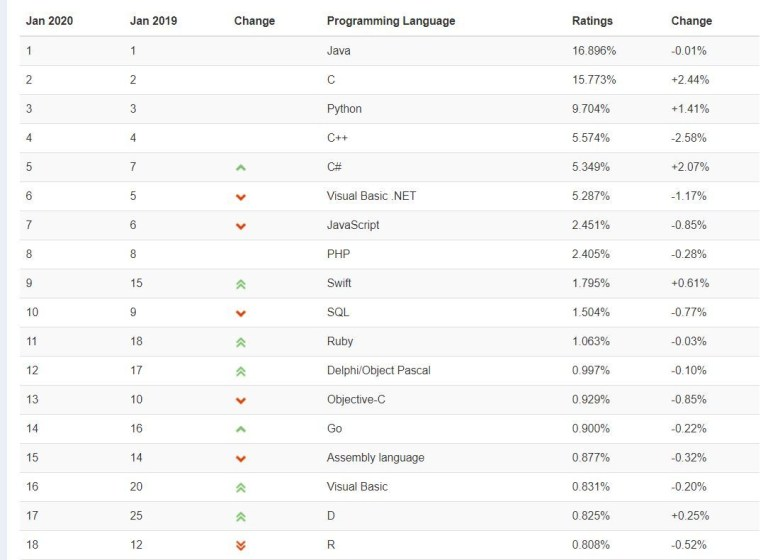 Jan 2020 Jan 2019 Change Programming Language Ratings Change
1 1 Java 16.896% -0.01%
2 2 C 15.773% +2.44%
3 3 Python 9.704% +1.41%
4 4 C++ 5.574% -2.58%
5 7 C# 5.349% +2.07%
6 5 Visual Basic .NET 5.287% -1.17%
7 6 JavaScript 2.451% -0.85%
8 8 PHP 2.405% -0.28%
9 15 Swift 1.795% +0.61%
10 9 SQL 1.504% -0.77%
11 18 Ruby 1.063% -0.03%
12 17 Delphi/Object Pascal 0.997% -0.10%
13 10 Objective-C 0.929% -0.85%
14 16 Go 0.900% -0.22%
15 14 Assembly language 0.877% -0.32%
16 20 Visual Basic 0.831% -0.20%
17 25 D 0.825% +0.25%
18 12 R 0.808% -0.52%